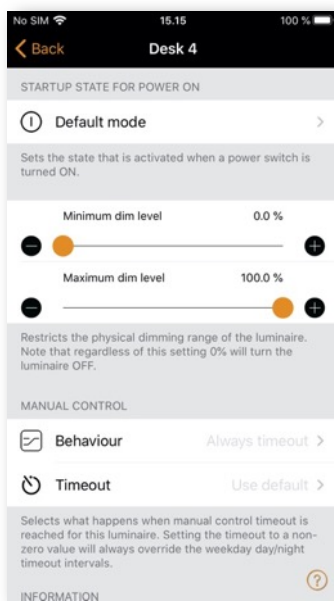 No SIM 15.15 100 %
Back Desk 4
STARTUP STATE FOR POWER ON
Default mode
Sets the state that is activated when a power switch is
turned ON.
Minimum dim level 0.0 %
Maximum dim level 100.0 %
Restricts the physical dimming range of the luminaire.
Note that regardless of this setting 0% will turn the
luminaire OFF.
MANUAL CONTROL
Behaviour Always timeout
Timeout Use default
Selects what happens when manual control timeout is
reached for this luminaire. Setting the timeout to a non-
zero value will always override the weekday day/night
timeout intervals.
?
INFORMATION